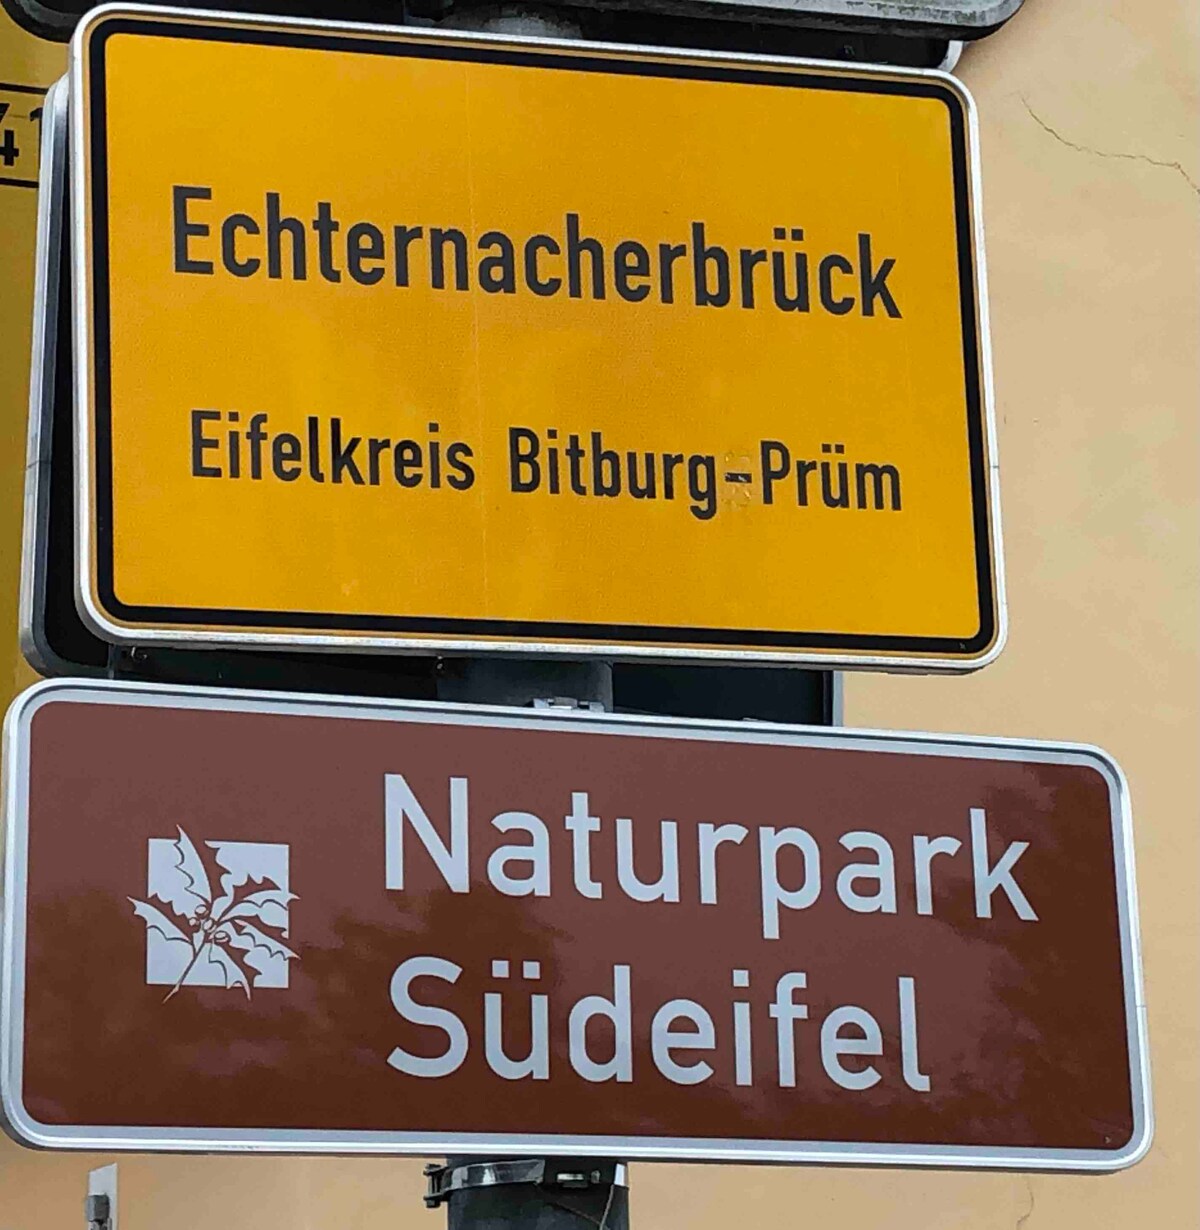 Echternacherbrück
Eifelkreis Bitburg-Prüm
Naturpark
Südeifel